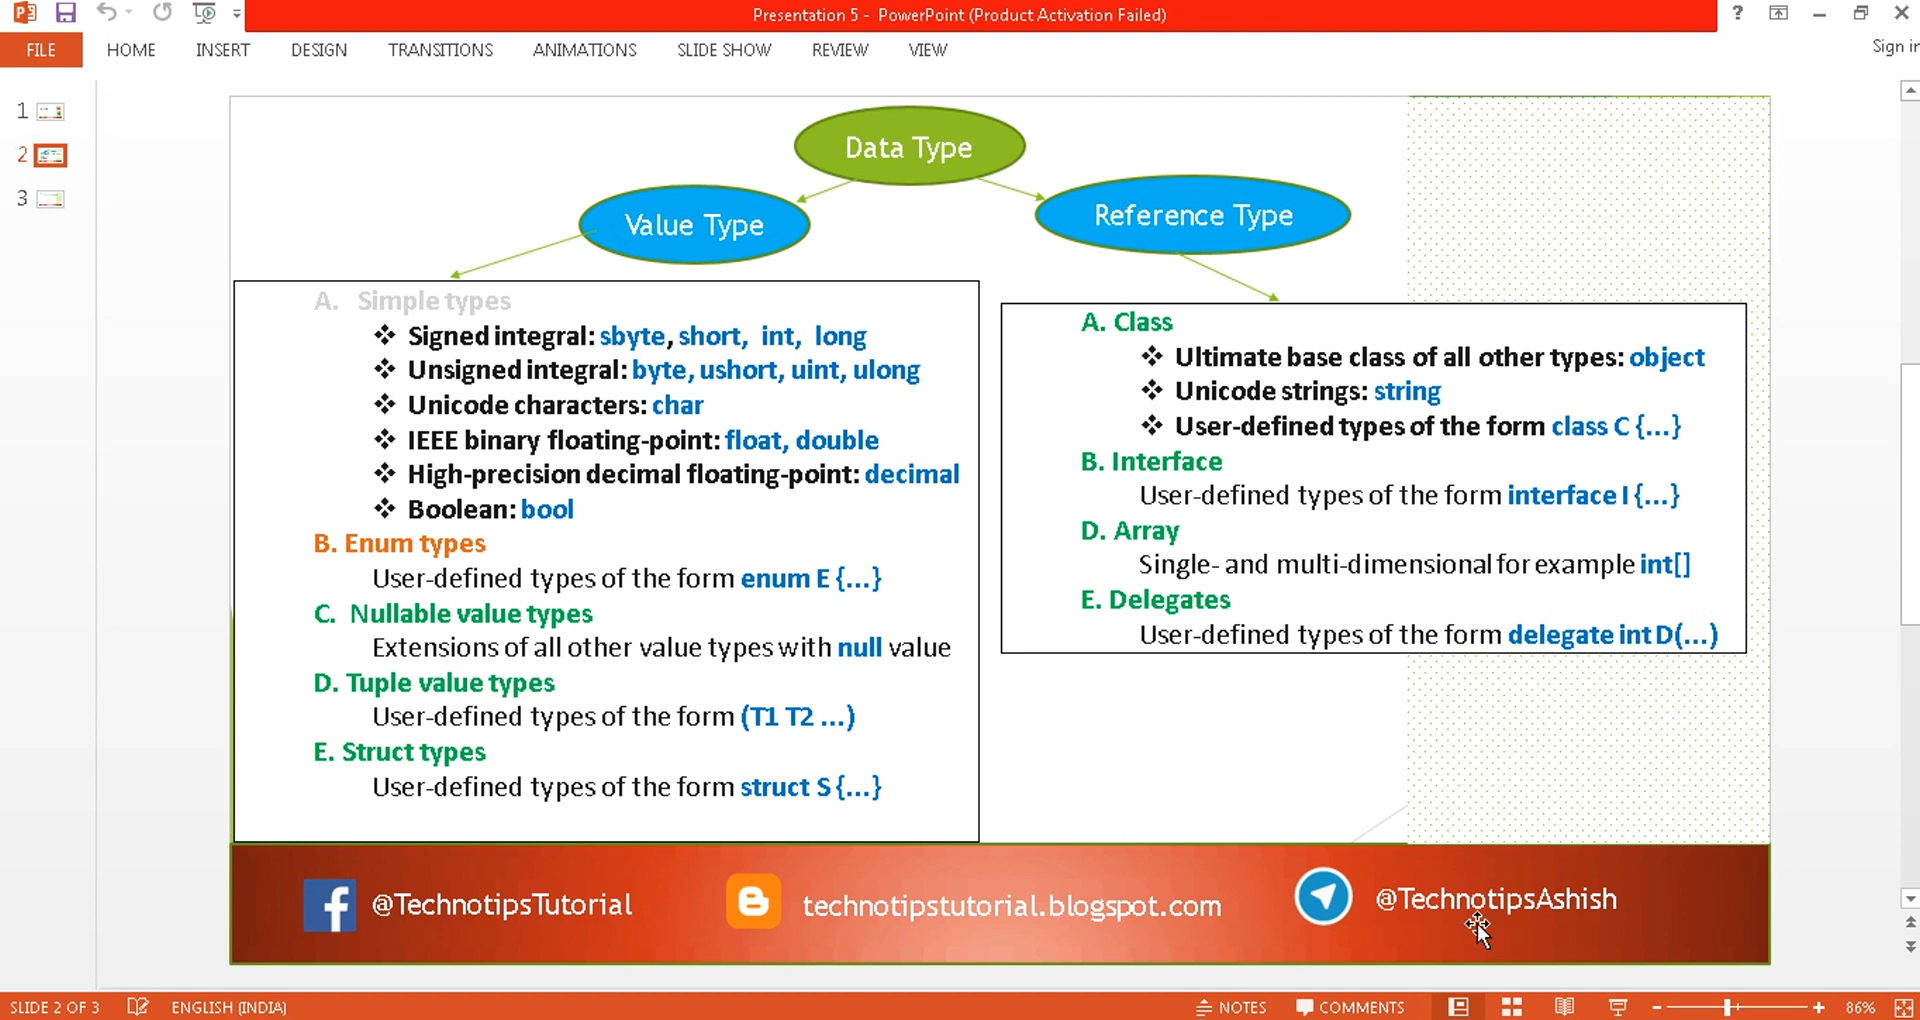 Presentation 5 - PowerPoint (Product Activation Failed)
?
FILE HOME INSERT DESIGN TRANSITIONS ANIMATIONS SLIDE SHOW REVIEW VIEW
Sign in
1
2
3
Data Type
Value Type
Reference Type
A. Simple types
❖ Signed integral: sbyte, short, int, long
❖ Unsigned integral: byte, ushort, uint, ulong
❖ Unicode characters: char
❖ IEEE binary floating-point: float, double
❖ High-precision decimal floating-point: decimal
❖ Boolean: bool
B. Enum types
User-defined types of the form enum E {...}
C. Nullable value types
Extensions of all other value types with null value
D. Tuple value types
User-defined types of the form (T1 T2 ...)
E. Struct types
User-defined types of the form struct S {...}
A. Class
❖ Ultimate base class of all other types: object
❖ Unicode strings: string
❖ User-defined types of the form class C {...}
B. Interface
User-defined types of the form interface I {...}
D. Array
Single- and multi-dimensional for example int[]
E. Delegates
User-defined types of the form delegate int D(...)
@TechnotipsTutorial
technotipstutorial.blogspot.com
@TechnotipsAshish
SLIDE 2 OF 3 ENGLISH (INDIA) NOTES COMMENTS 86%